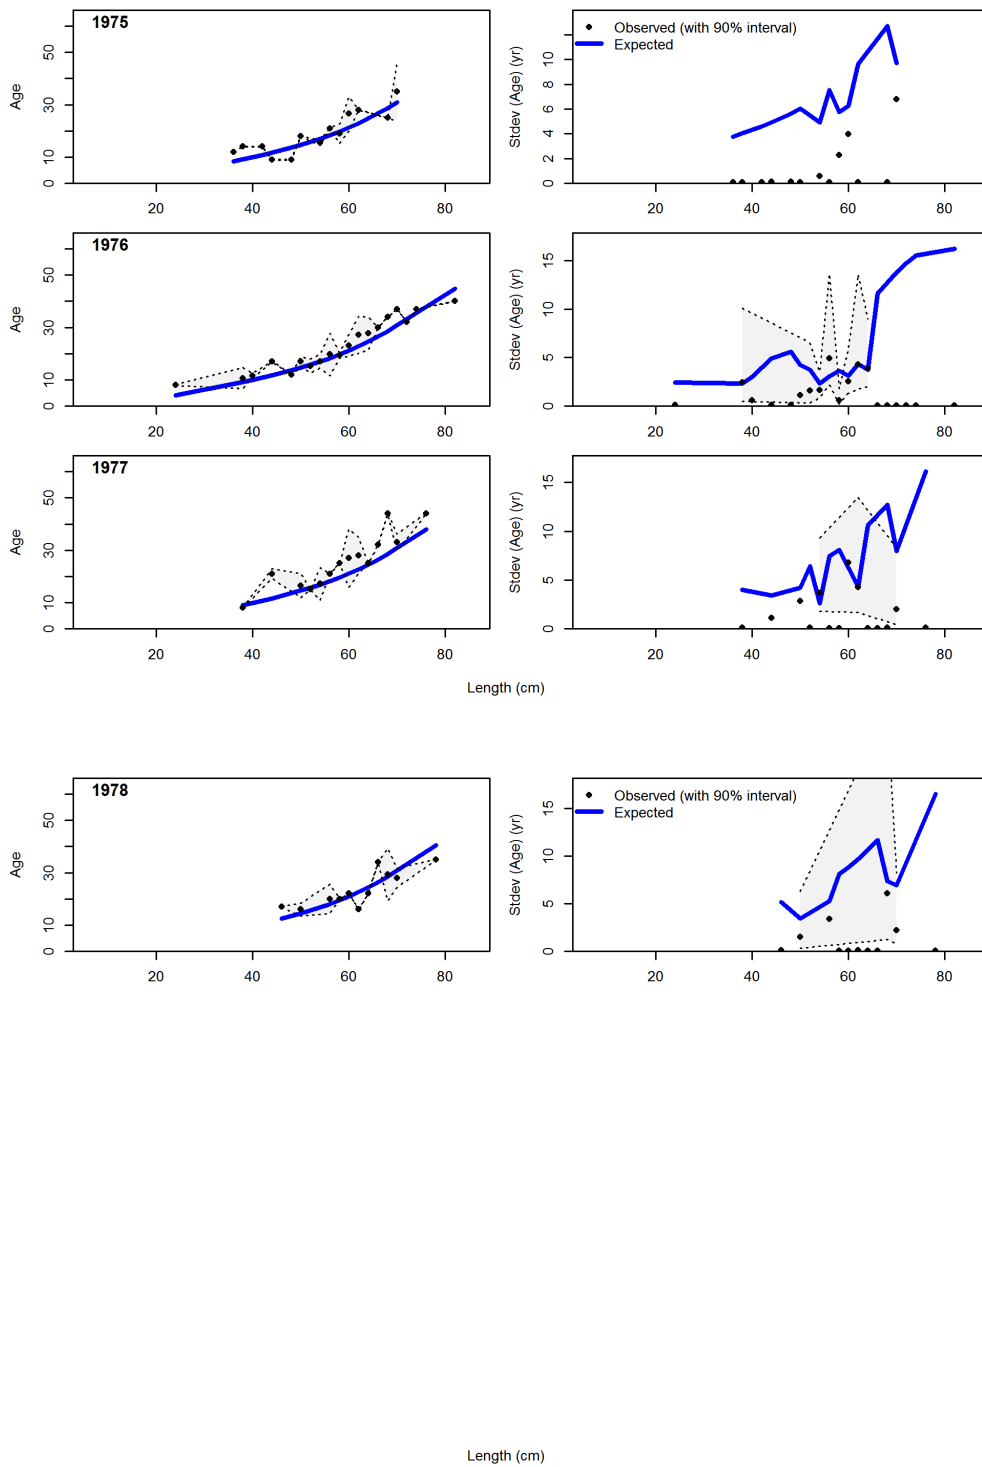 1975
Age
0 10 30 50
20 40 60 80
Observed (with 90% interval)
Expected
Stdev (Age) (yr)
0 2 4 6 8 10
20 40 60 80
1976
Age
0 10 30 50
20 40 60 80
Stdev (Age) (yr)
0 5 10 15
20 40 60 80
1977
Age
0 10 30 50
20 40 60 80
Stdev (Age) (yr)
0 5 10 15
20 40 60 80
Length (cm)
1978
Age
0 10 30 50
20 40 60 80
Observed (with 90% interval)
Expected
Stdev (Age) (yr)
0 5 10 15
20 40 60 80
Length (cm)